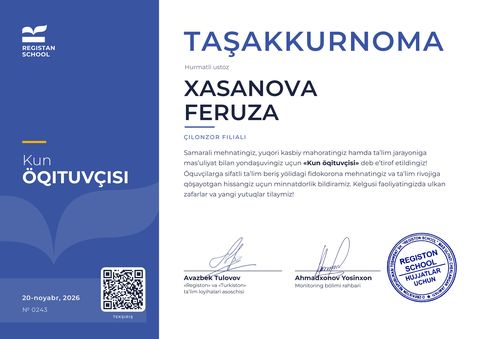 REGISTAN
SCHOOL
Kun
ÖQITUVÇISI
20-noyabr, 2026
№ 0243
TEKŞIRIŞ
TAŞAKKURNOMA
Hurmatli ustoz
XASANOVA
FERUZA
ÇILONZOR FILIALI
Samarali mehnatingiz, yuqori kasbiy mahoratingiz hamda ta’lim jarayoniga
mas’uliyat bilan yondaşuvingiz uçun «Kun öqituvçisi» deb e’tirof etildingiz!
Öquvçilarga sifatli ta’lim beriş yölidagi fidokorona mehnatingiz va ta’lim rivojiga
qöşayotgan hissangiz uçun minnatdorlik bildiramiz. Kelgusi faoliyatingizda ulkan
zafarlar va yangi yutuqlar tilaymiz!
Avazbek Tulovov
«Registon» va «Turkiston»
ta’lim loyihalari asoschisi
Ahmadxonov Yosinxon
Monitoring bölimi rahbari
REGISTON
SCHOOL
HUJJATLAR
UCHUN